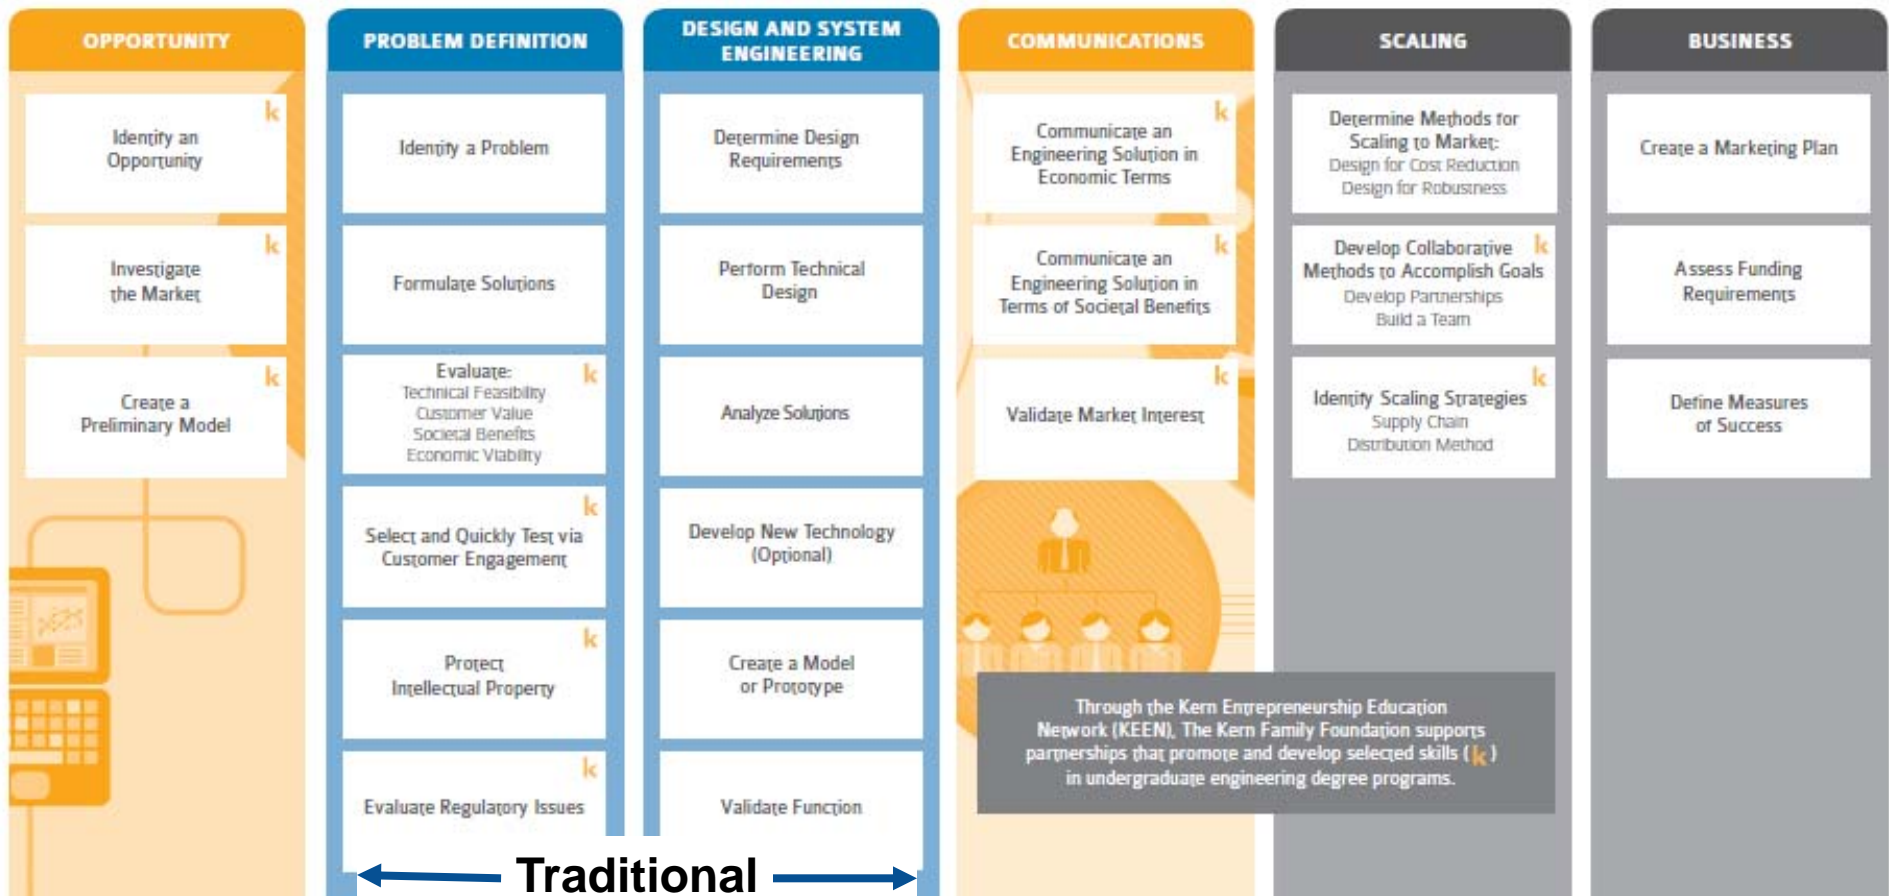 OPPORTUNITY
k
Identify an
Opportunity
k
Investigate
the Market
k
Create a
Preliminary Model
PROBLEM DEFINITION
Identify a Problem
Formulate Solutions
k
Evaluate:
Technical Feasibility
Customer Value
Societal Benefits
Economic Viability
k
Select and Quickly Test via
Customer Engagement
k
Protect
Intellectual Property
k
Evaluate Regulatory Issues
DESIGN AND SYSTEM
ENGINEERING
Determine Design
Requirements
Perform Technical
Design
Analyze Solutions
Develop New Technology
(Optional)
Create a Model
or Prototype
Validate Function
Traditional
COMMUNICATIONS
k
Communicate an
Engineering Solution in
Economic Terms
k
Communicate an
Engineering Solution in
Terms of Societal Benefits
k
Validate Market Interest
SCALING
Determine Methods for
Scaling to Market:
Design for Cost Reduction
Design for Robustness
Develop Collaborative k
Methods to Accomplish Goals
Develop Partnerships
Build a Team
k
Identify Scaling Strategies
Supply Chain
Distribution Method
Through the Kern Entrepreneurship Education
Network (KEEN), The Kern Family Foundation supports
partnerships that promote and develop selected skills (k)
in undergraduate engineering degree programs.
BUSINESS
Create a Marketing Plan
Assess Funding
Requirements
Define Measures
of Success